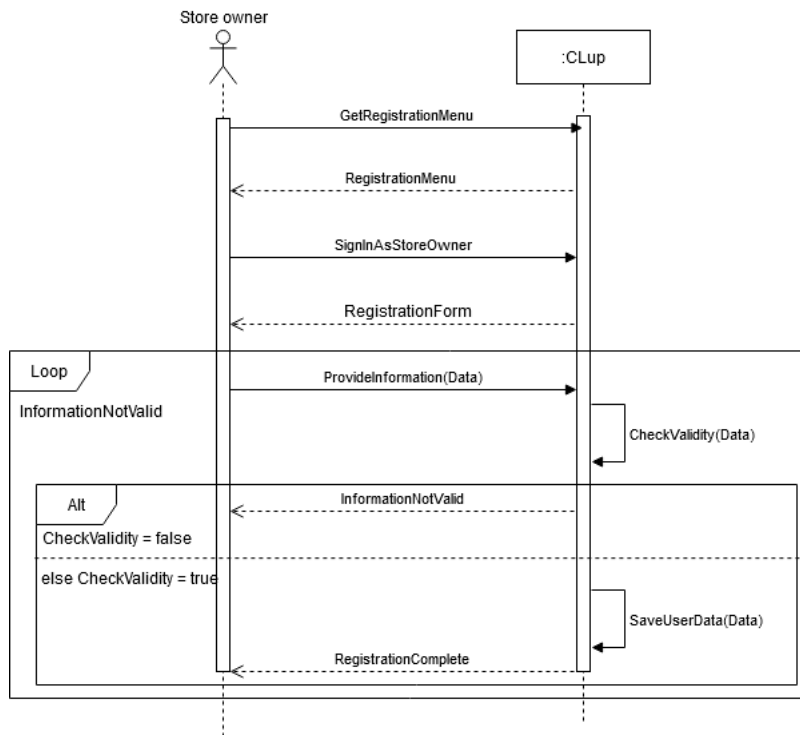 Store owner
:CLup
GetRegistrationMenu
RegistrationMenu
SignInAsStoreOwner
RegistrationForm
Loop
ProvideInformation(Data)
InformationNotValid
CheckValidity(Data)
Alt
InformationNotValid
CheckValidity = false
else CheckValidity = true
SaveUserData(Data)
RegistrationComplete